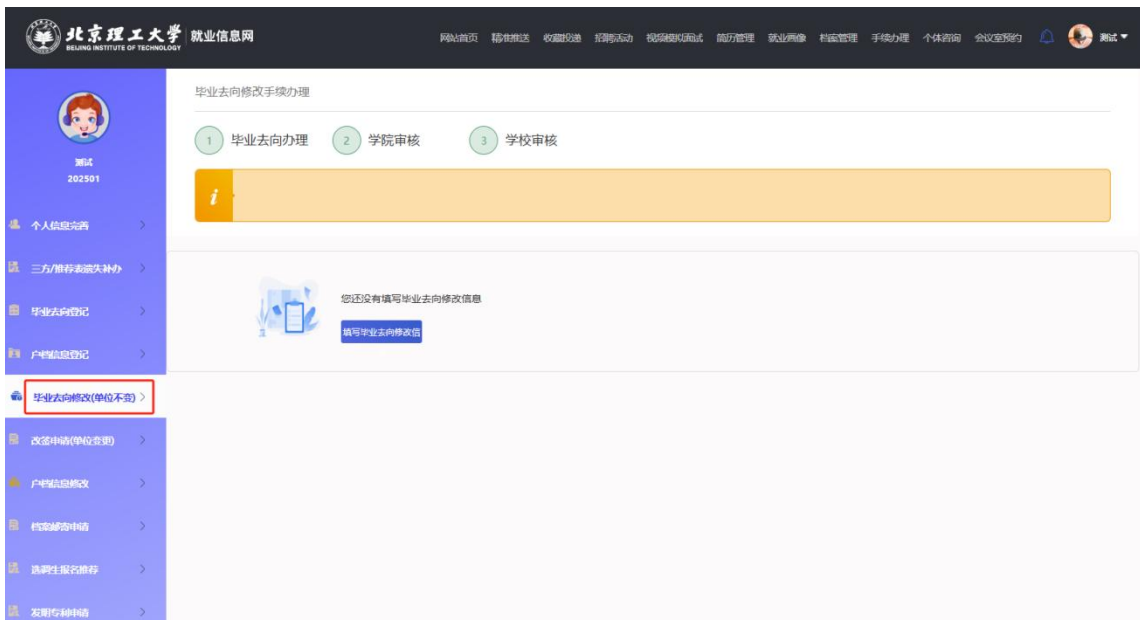 北京理工大学 就业信息网
BEIJING INSTITUTE OF TECHNOLOGY
网站首页 精准推送 收藏投递 招聘活动 视频模拟面试 简历管理 就业画像 档案管理 手续办理 个体咨询 会议室预约 测试
测试
202501
个人信息完善
三方/推荐表遗失补办
毕业去向登记
户档信息登记
毕业去向修改(单位不变)
改签申请(单位变更)
户档信息修改
档案邮寄申请
选调生报名推荐
发明专利申请
毕业去向修改手续办理
1 毕业去向办理 2 学院审核 3 学校审核
i
您还没有填写毕业去向修改信息
填写毕业去向修改信